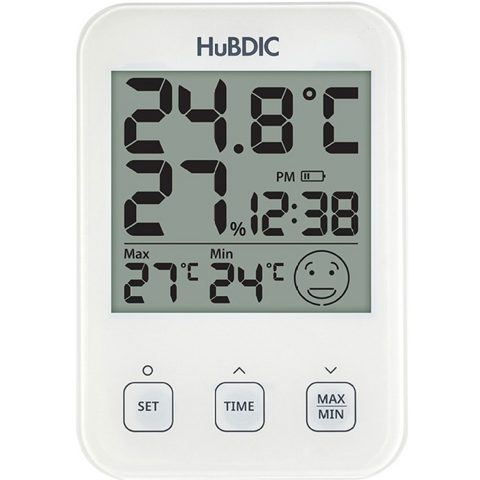 HuBDIC
24.8°C
27%
PM
12:38
Max Min
27°C 24°C
SET TIME MAX
MIN